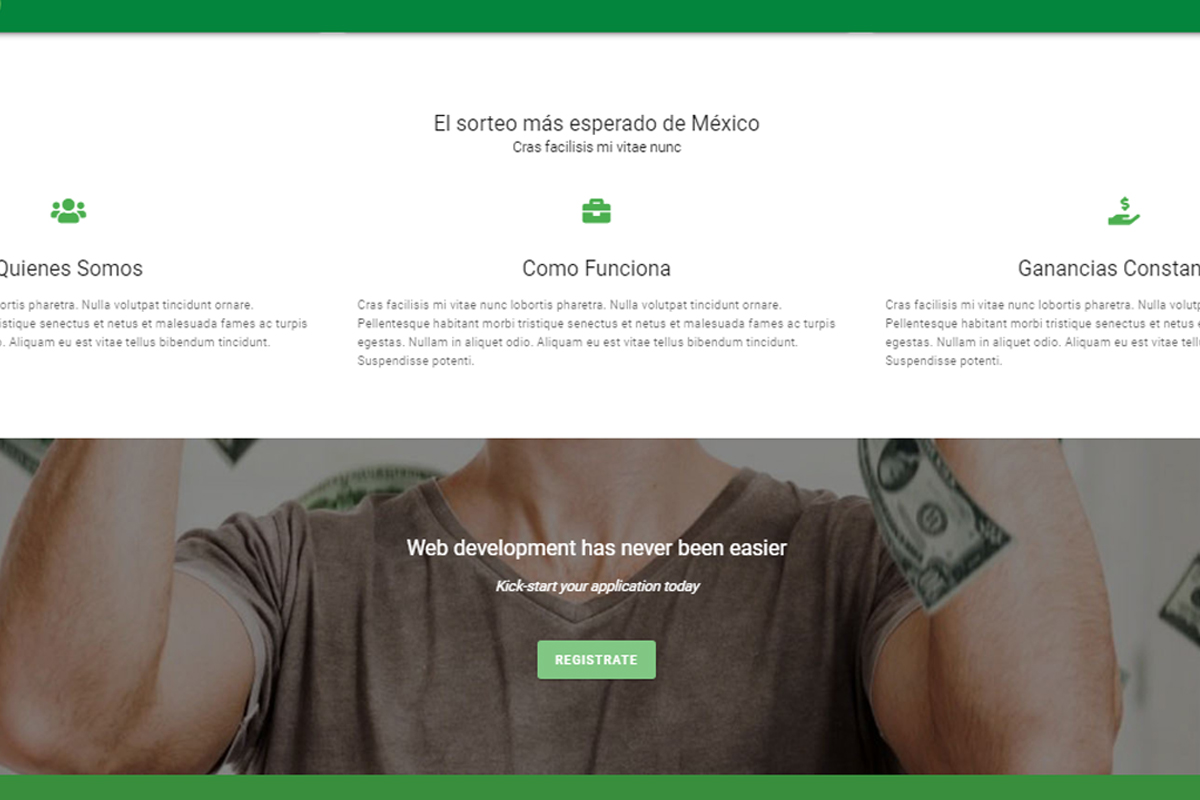 El sorteo más esperado de México
Cras facilisis mi vitae nunc
Quienes Somos
ortis pharetra. Nulla volutpat tincidunt ornare.
istique senectus et netus et malesuada fames ac turpis
o. Aliquam eu est vitae tellus bibendum tincidunt.
Como Funciona
Cras facilisis mi vitae nunc lobortis pharetra. Nulla volutpat tincidunt ornare.
Pellentesque habitant morbi tristique senectus et netus et malesuada fames ac turpis
egestas. Nullam in aliquet odio. Aliquam eu est vitae tellus bibendum tincidunt.
Suspendisse potenti.
Ganancias Constan
Cras facilisis mi vitae nunc lobortis pharetra. Nulla volutp
Pellentesque habitant morbi tristique senectus et netus e
egestas. Nullam in aliquet odio. Aliquam eu est vitae tell
Suspendisse potenti.
Web development has never been easier
Kick-start your application today
REGISTRATE